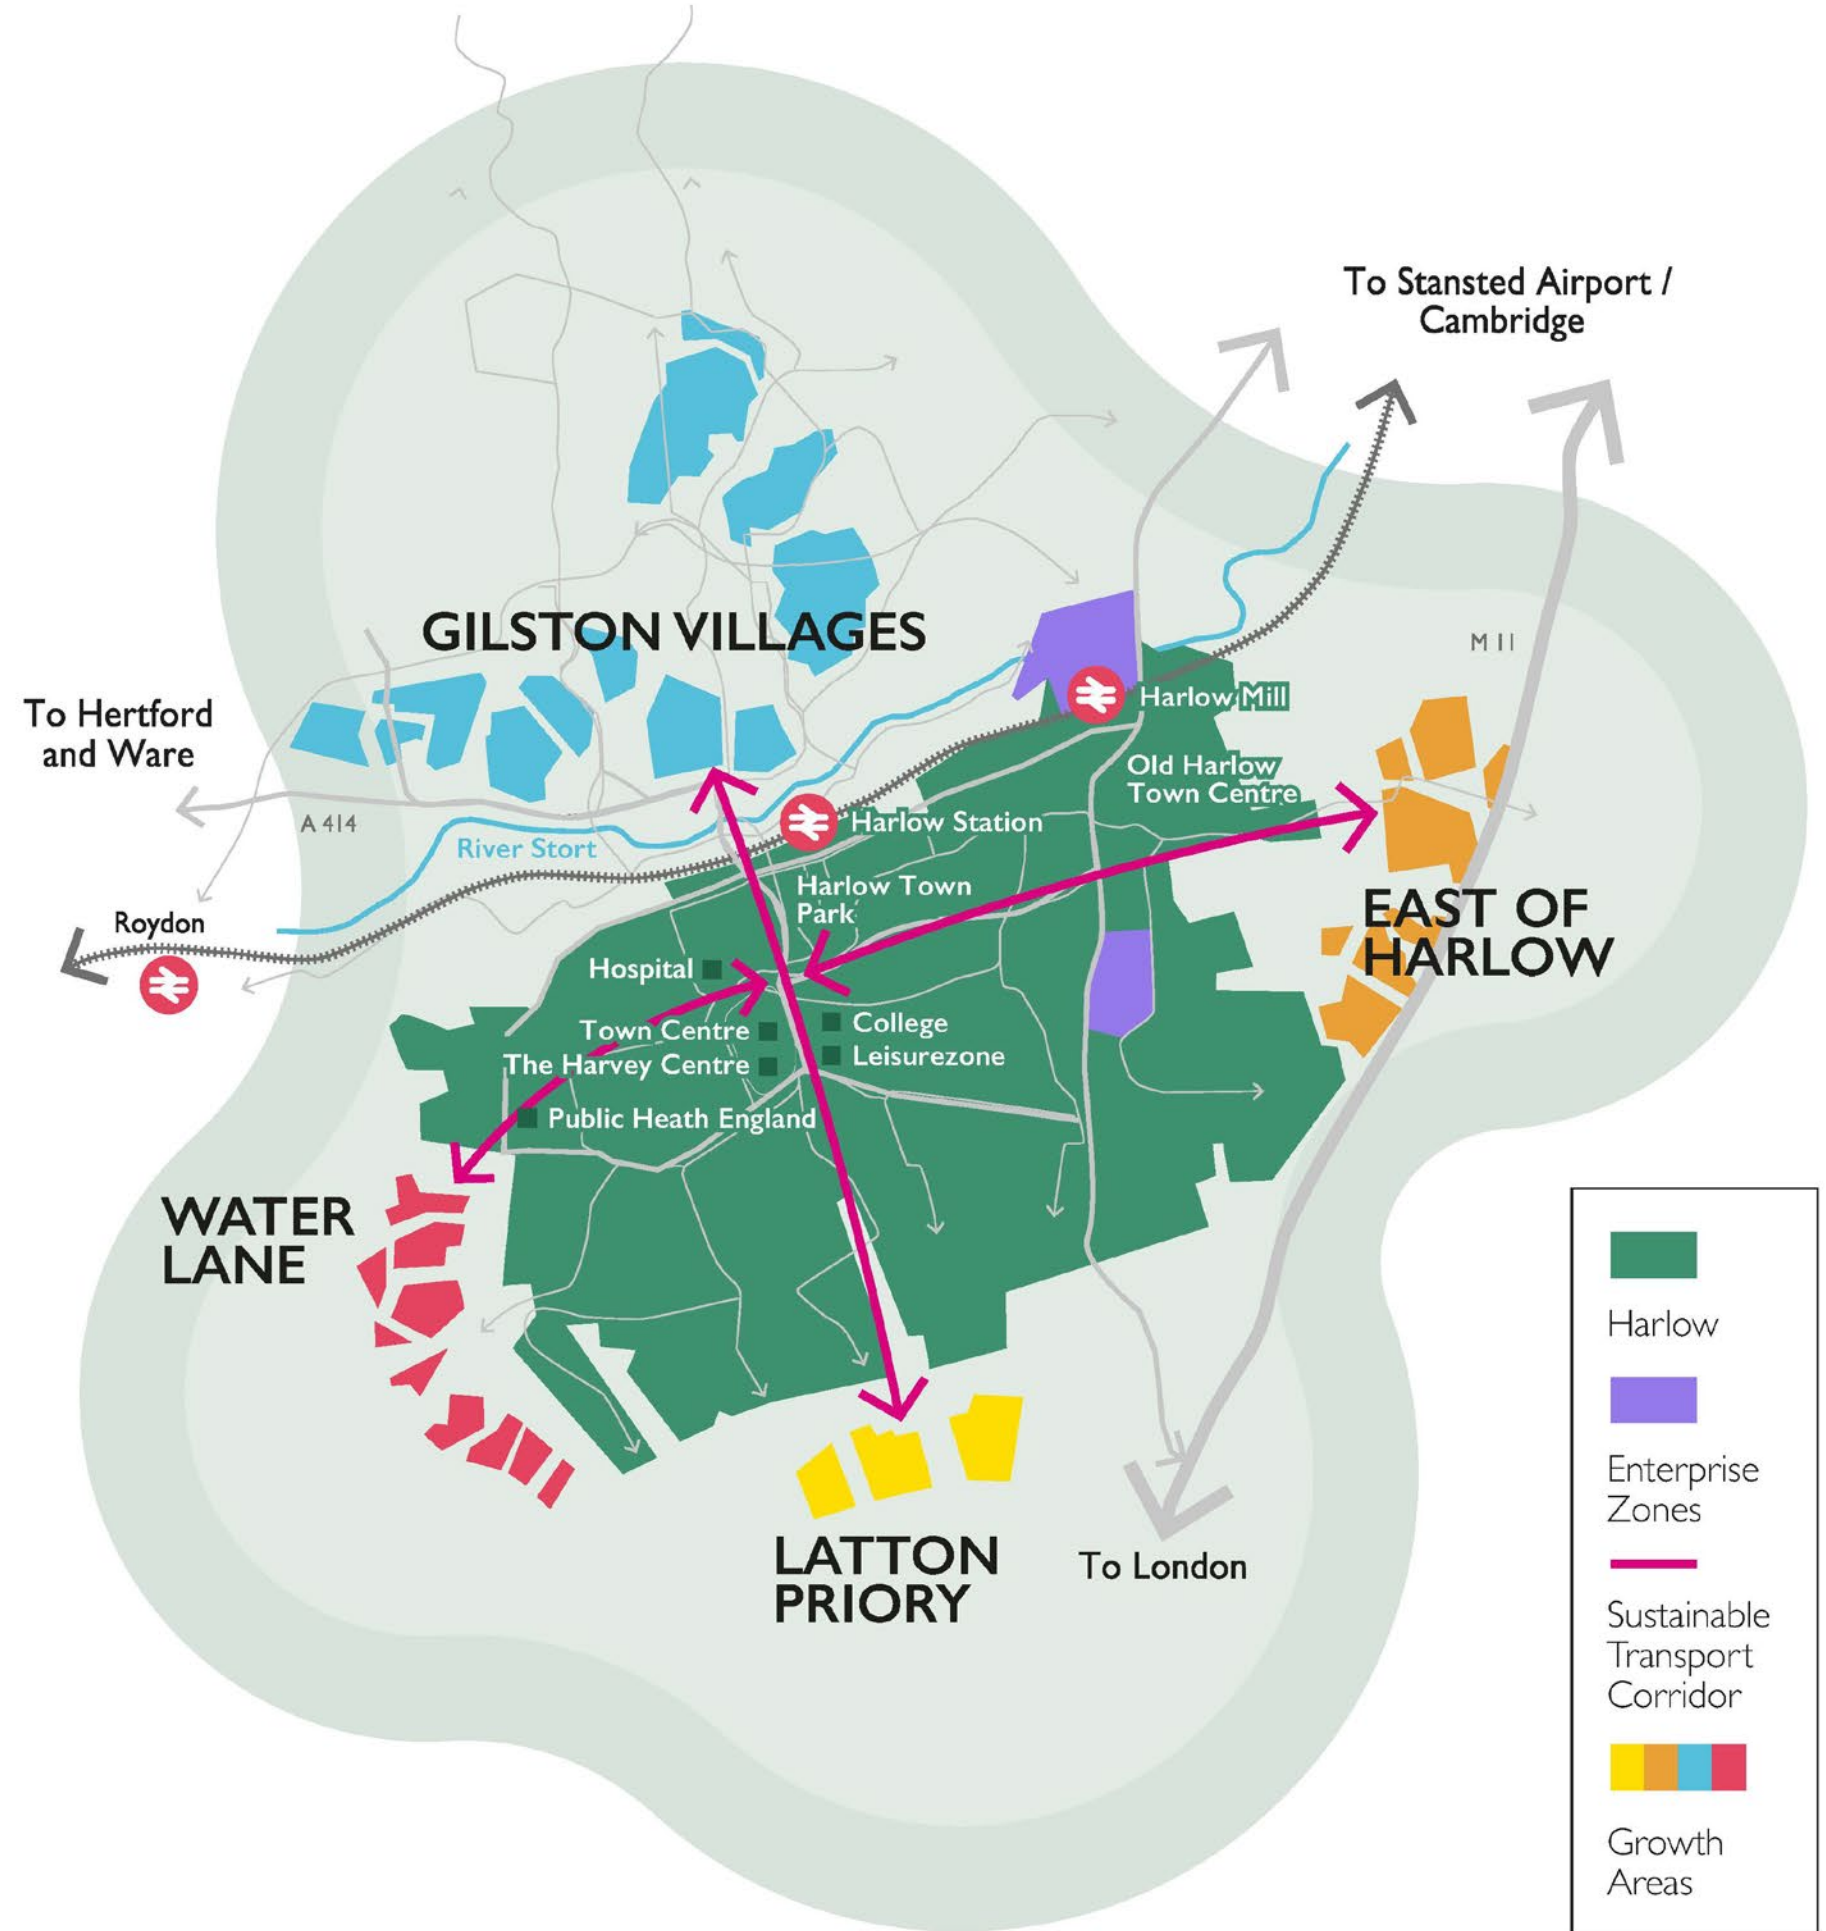 To Stansted Airport /
Cambridge
GILSTON VILLAGES
M11
To Hertford
and Ware
Harlow Mill
Old Harlow
Town Centre
A 414
River Stort
Harlow Station
Harlow Town
Park
Roydon
EAST OF
HARLOW
Hospital
Town Centre
College
The Harvey Centre
Leisurezone
Public Heath England
WATER
LANE
LATTON
PRIORY
To London
Harlow
Enterprise
Zones
Sustainable
Transport
Corridor
Growth
Areas